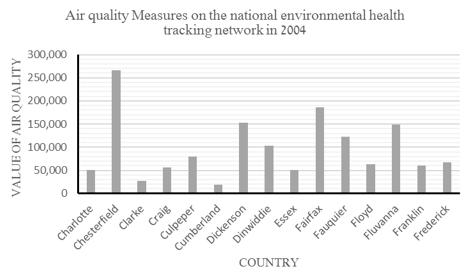 Air quality Measures on the national environmental health
tracking network in 2004
VALUE OF AIR QUALITY
300,000
250,000
200,000
150,000
100,000
50,000
0
Charlotte
Chesterfield
Clarke
Craig
Culpeper
Cumberland
Dickenson
Dinwiddie
Essex
Fairfax
Fauquier
Floyd
Fluvanna
Franklin
Frederick
COUNTRY